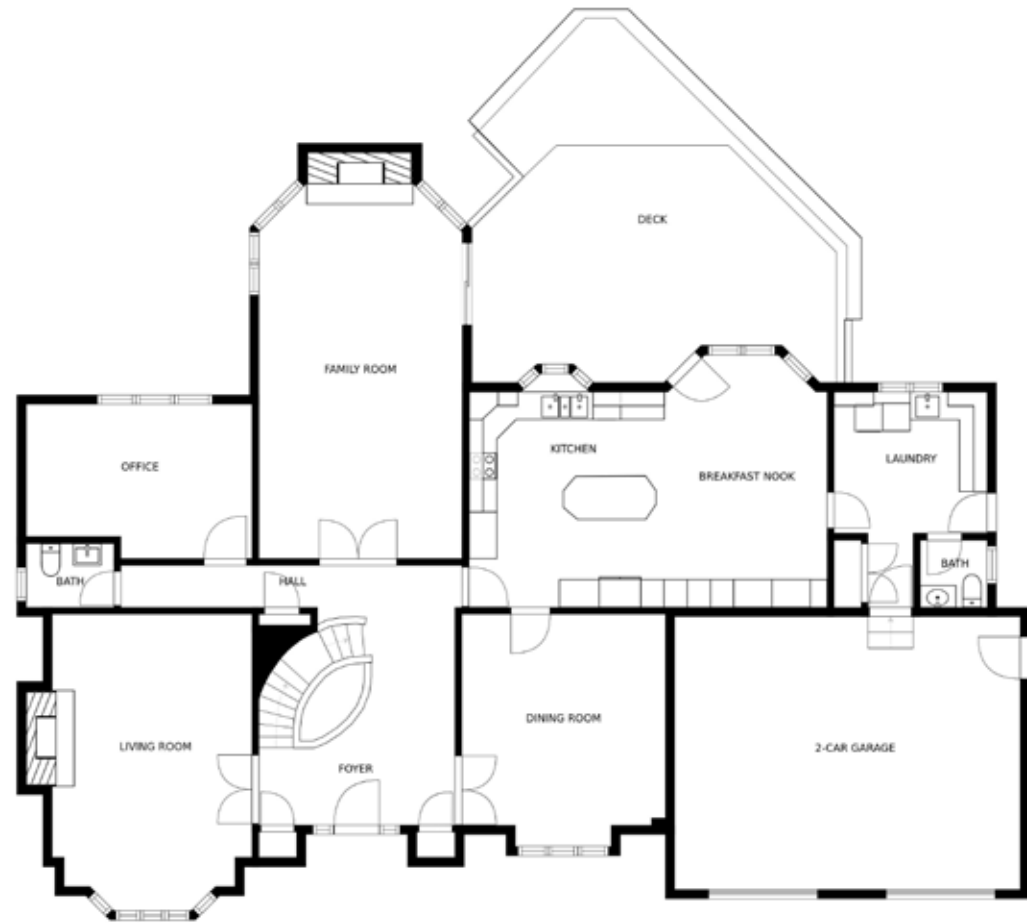 DECK
FAMILY ROOM
KITCHEN
LAUNDRY
OFFICE
BREAKFAST NOOK
BATH
HALL
BATH
DINING ROOM
LIVING ROOM
2-CAR GARAGE
FOYER